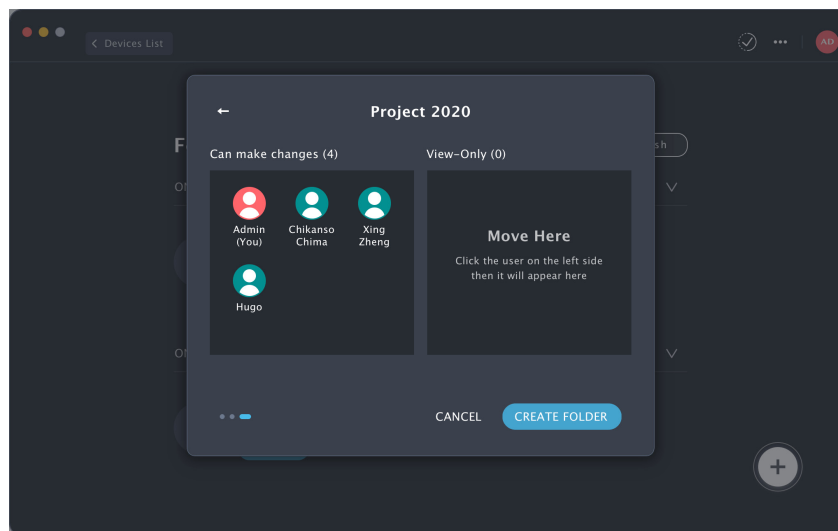 Devices List
AD
Project 2020
Can make changes (4)
View-Only (0)
Admin
(You)
Chikanso
Chima
Xing
Zheng
Hugo
Move Here
Click the user on the left side
then it will appear here
CANCEL
CREATE FOLDER